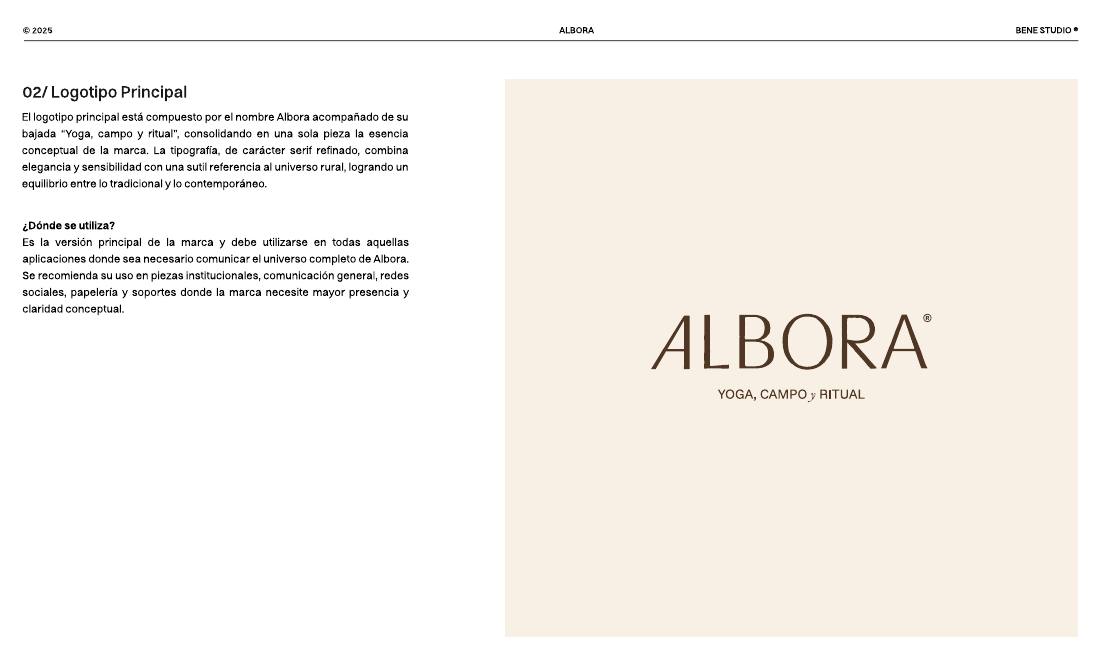 © 2025
ALBORA
BENE STUDIO ®
02/ Logotipo Principal
El logotipo principal está compuesto por el nombre Albora acompañado de su
bajada “Yoga, campo y ritual”, consolidando en una sola pieza la esencia
conceptual de la marca. La tipografía, de carácter serif refinado, combina
elegancia y sensibilidad con una sutil referencia al universo rural, logrando un
equilibrio entre lo tradicional y lo contemporáneo.
¿Dónde se utiliza?
Es la versión principal de la marca y debe utilizarse en todas aquellas
aplicaciones donde sea necesario comunicar el universo completo de Albora.
Se recomienda su uso en piezas institucionales, comunicación general, redes
sociales, papelería y soportes donde la marca necesite mayor presencia y
claridad conceptual.
ALBORA®
YOGA, CAMPO y RITUAL